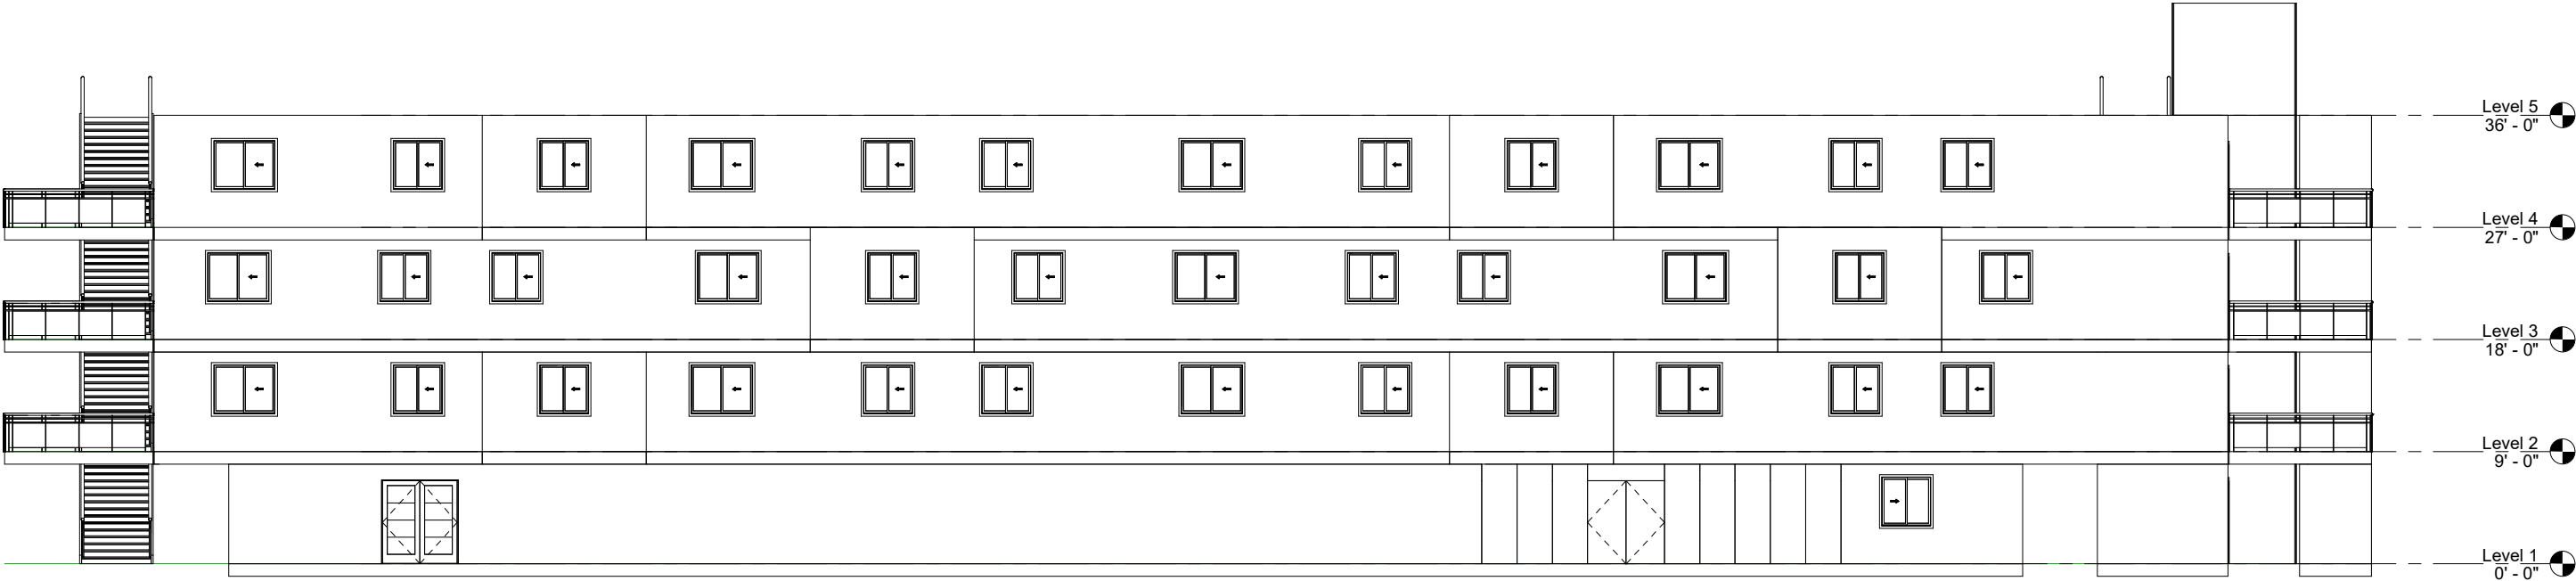 Level 5
36' - 0"
Level 4
27' - 0"
Level 3
18' - 0"
Level 2
9' - 0"
Level 1
0' - 0"